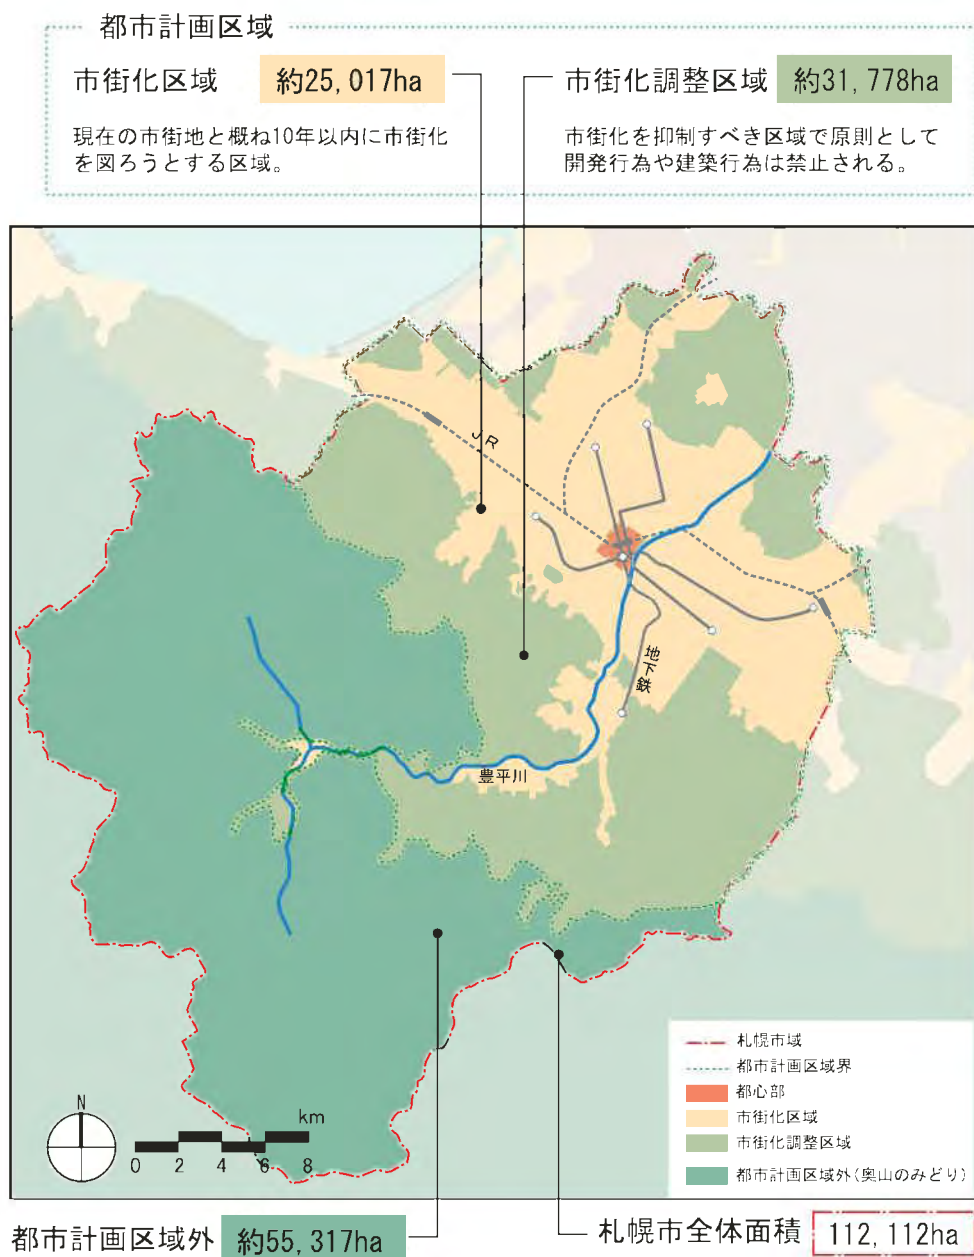 都市計画区域
市街化区域 約25,017ha
現在の市街地と概ね10年以内に市街化
を図ろうとする区域。
市街化調整区域 約31,778ha
市街化を抑制すべき区域で原則として
開発行為や建築行為は禁止される。
JR
地下鉄
豊平川
札幌市域
都市計画区域界
都心部
市街化区域
市街化調整区域
都市計画区域外(奥山のみどり)
N
km
0 2 4 6 8
都市計画区域外 約55,317ha
札幌市全体面積 112,112ha